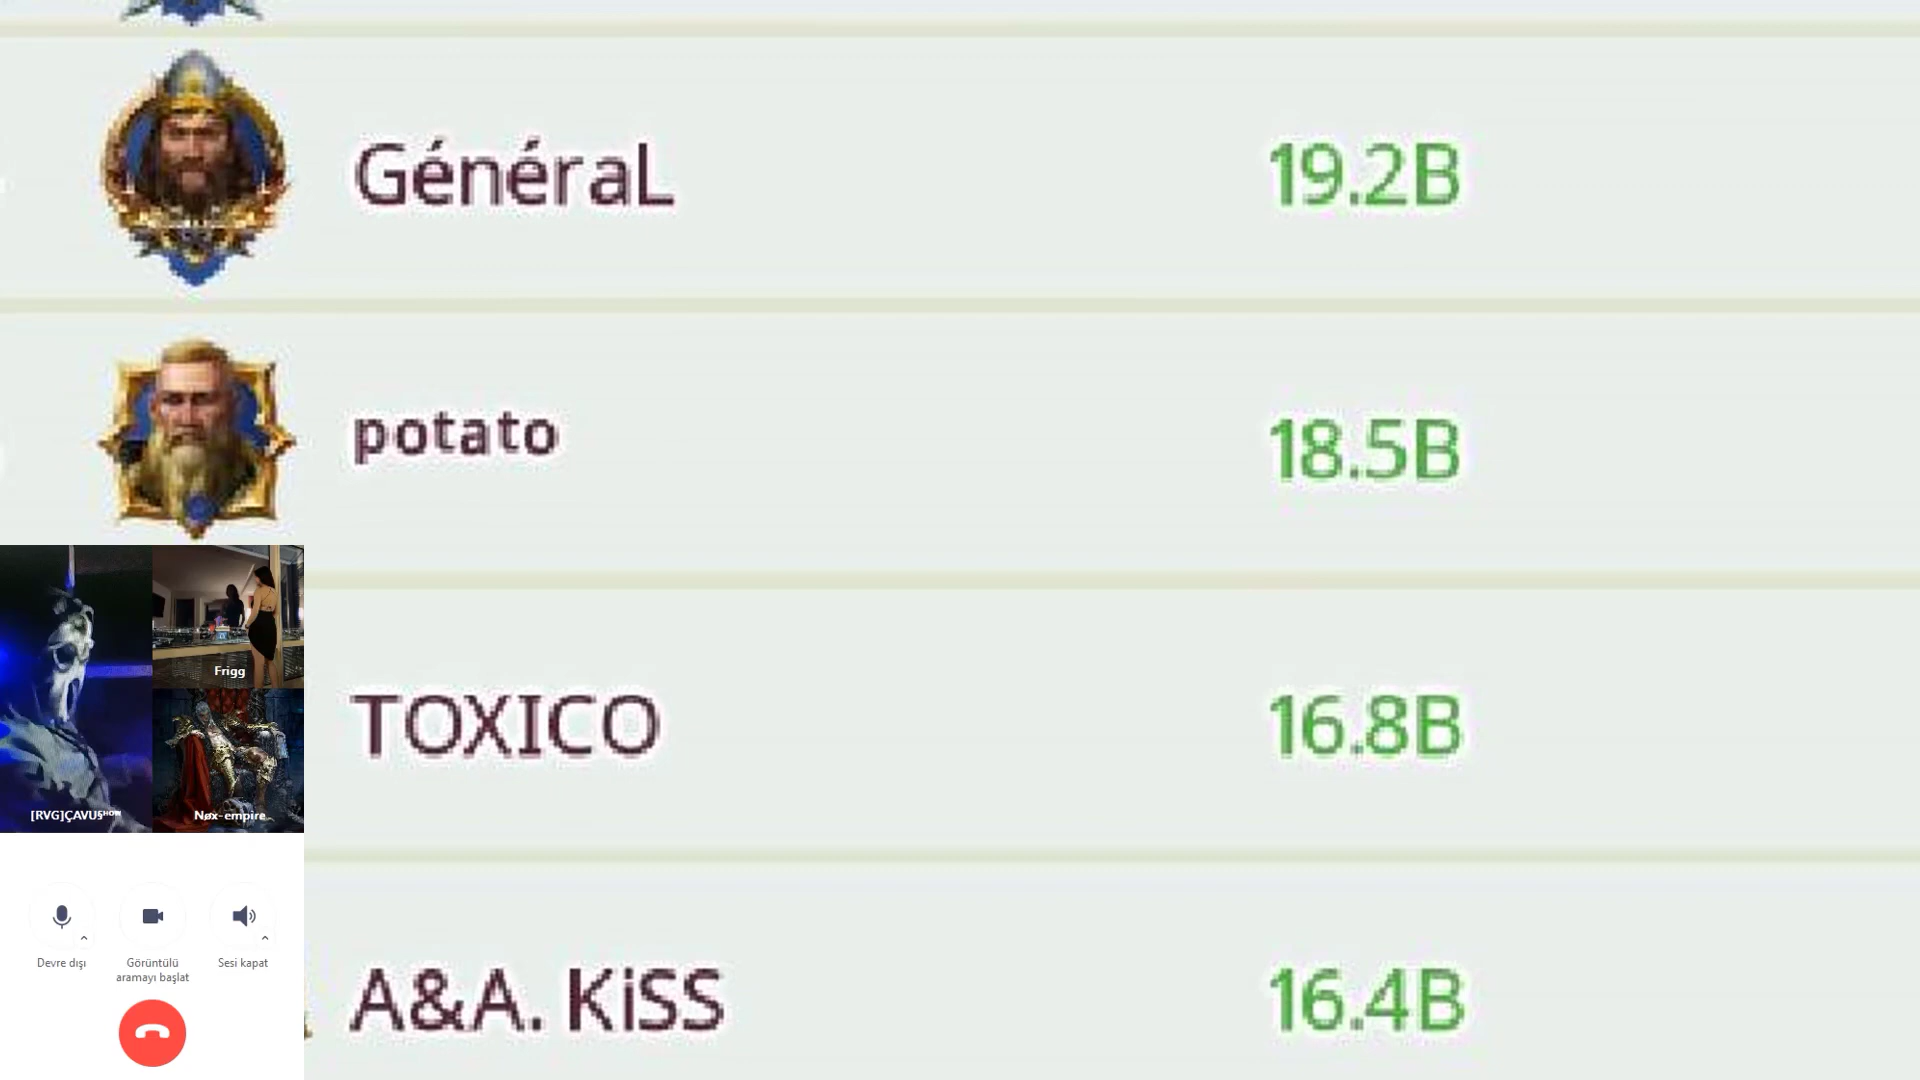 GénéraL 19.2B
potato 18.5B
TOXICO 16.8B
A&A. KiSS 16.4B
Frigg
[RVG]ÇAVUŞˢᴴᴼᵂ
Nøx-empire
Devre dışı
Görüntülü
aramayı başlat
Sesi kapat